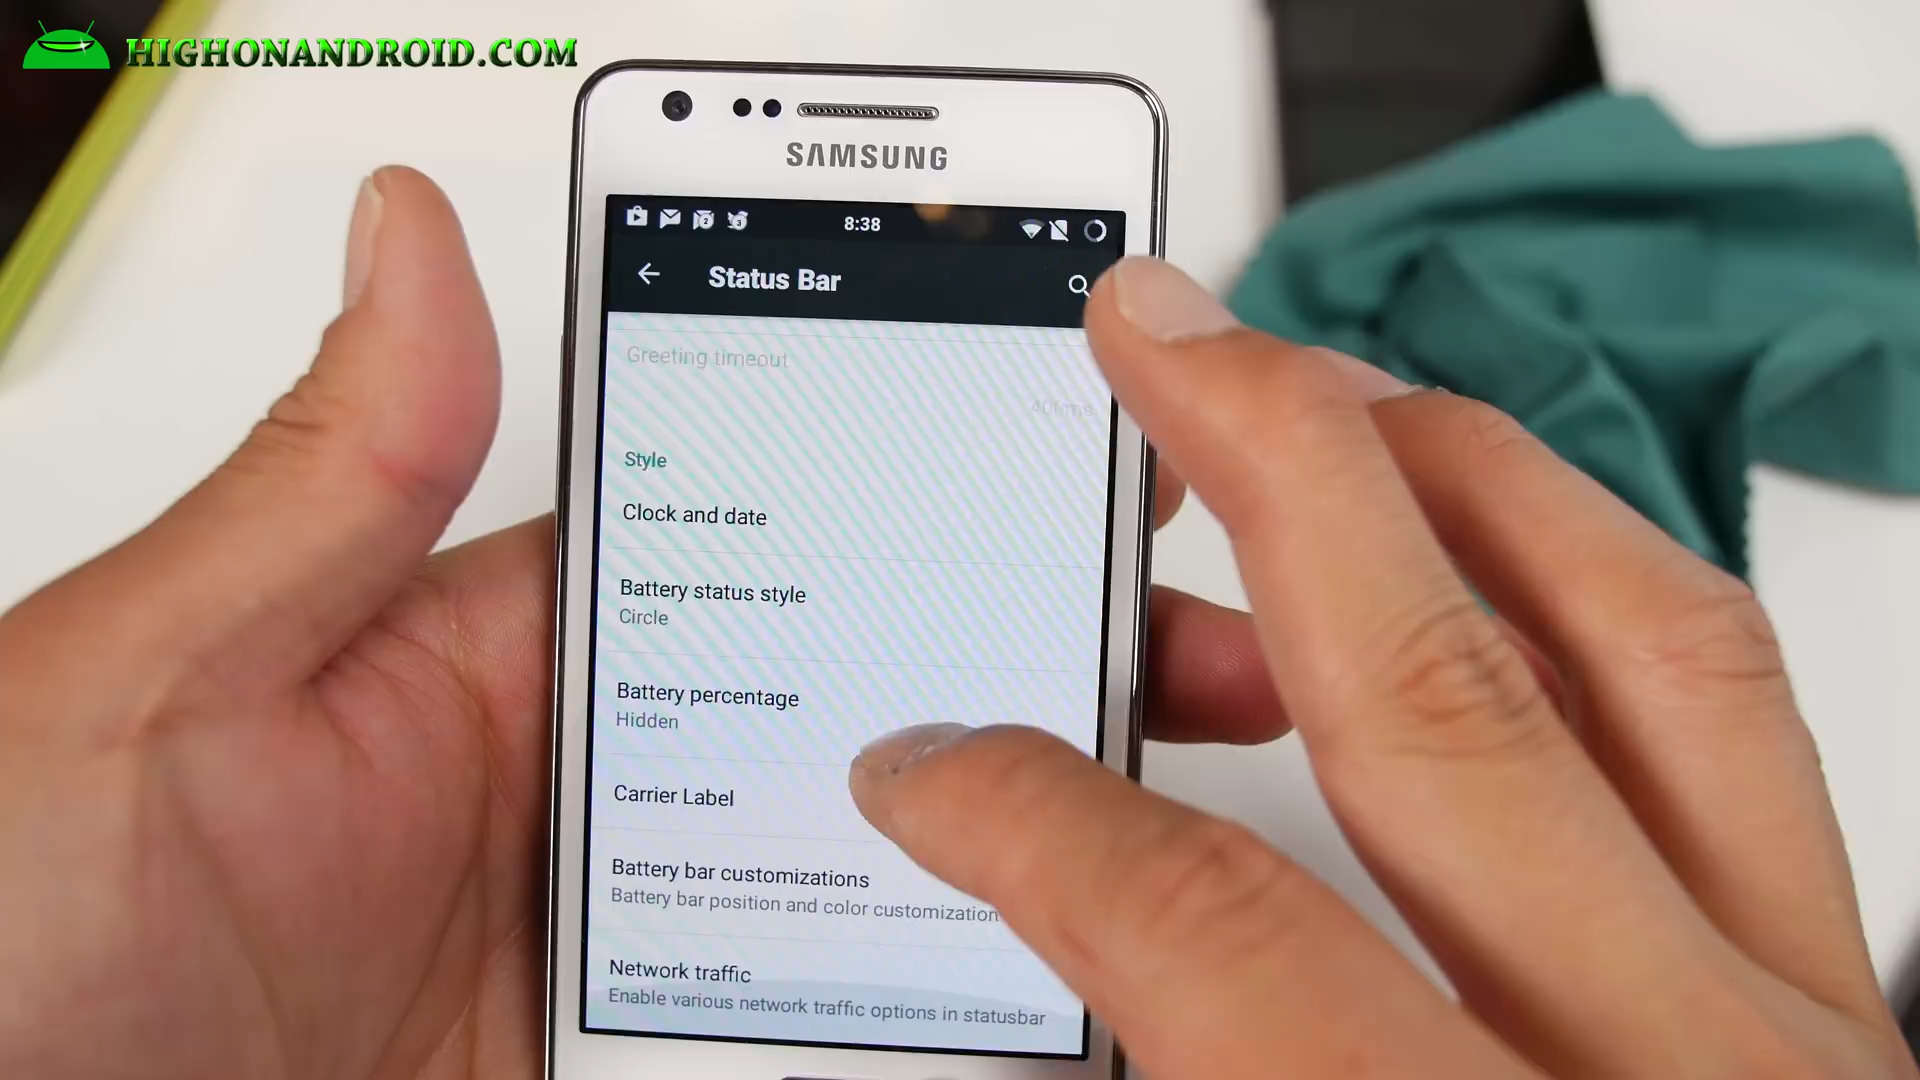 HIGHONANDROID.COM
SAMSUNG
2
3
8:38
Status Bar
Greeting timeout
Style
Clock and date
Battery status style
Circle
Battery percentage
Hidden
Carrier Label
Battery bar customizations
Battery bar position and color customization
Network traffic
Enable various network traffic options in statusbar